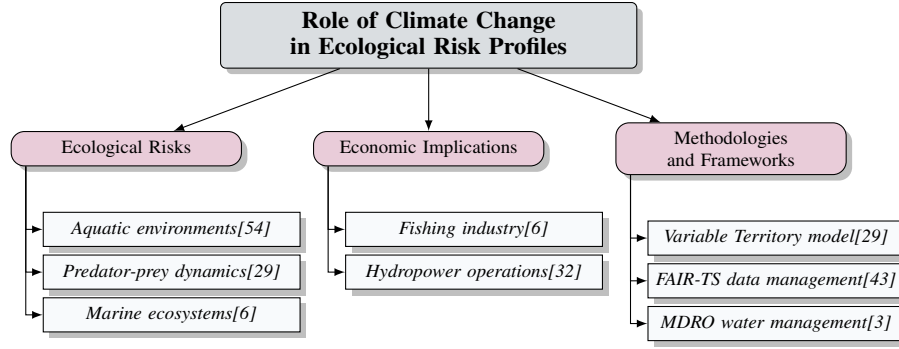 Role of Climate Change
in Ecological Risk Profiles
Ecological Risks
Aquatic environments[54]
Predator-prey dynamics[29]
Marine ecosystems[6]
Economic Implications
Fishing industry[6]
Hydropower operations[32]
Methodologies
and Frameworks
Variable Territory model[29]
FAIR-TS data management[43]
MDRO water management[3]